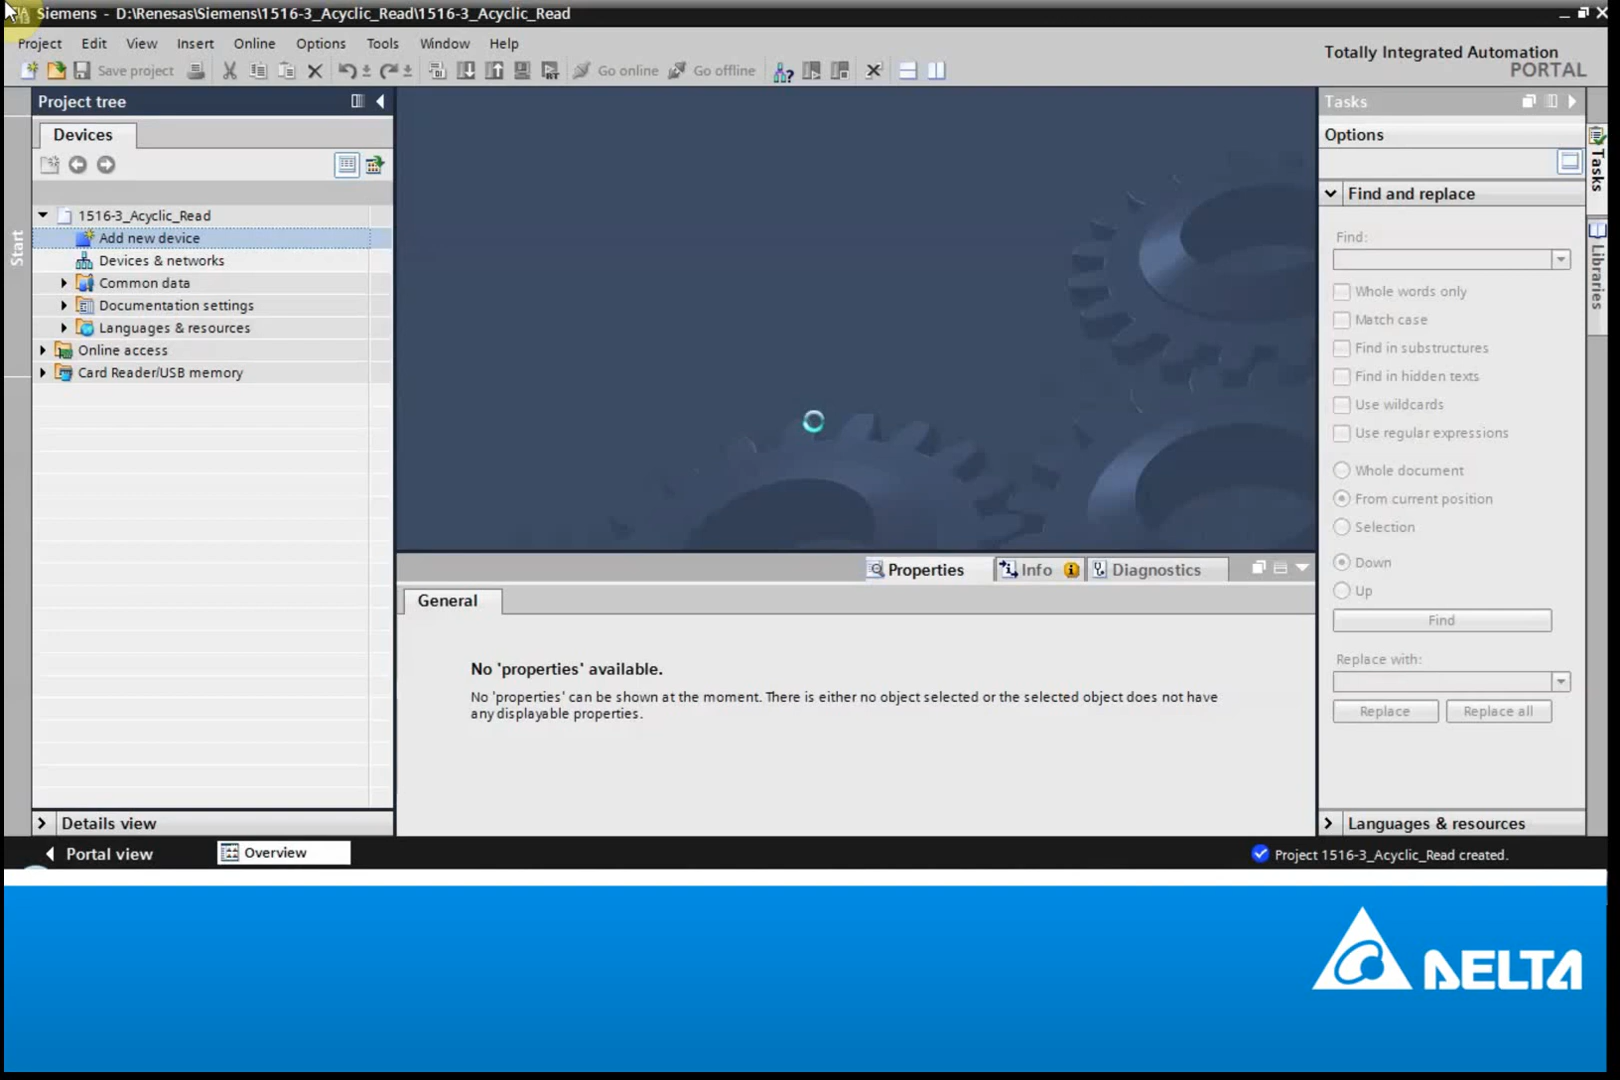 Siemens - D:\Renesas\Siemens\1516-3_Acyclic_Read\1516-3_Acyclic_Read
Project Edit View Insert Online Options Tools Window Help
Totally Integrated Automation
PORTAL
Save project Go online Go offline
Project tree
Devices
Start
1516-3_Acyclic_Read
Add new device
Devices & networks
Common data
Documentation settings
Languages & resources
Online access
Card Reader/USB memory
Details view
Properties Info Diagnostics
General
No 'properties' available.
No 'properties' can be shown at the moment. There is either no object selected or the selected object does not have
any displayable properties.
Tasks
Options
Find and replace
Find:
Whole words only
Match case
Find in substructures
Find in hidden texts
Use wildcards
Use regular expressions
Whole document
From current position
Selection
Down
Up
Find
Replace with:
Replace Replace all
Languages & resources
Tasks
Libraries
Portal view Overview Project 1516-3_Acyclic_Read created.
DELTA